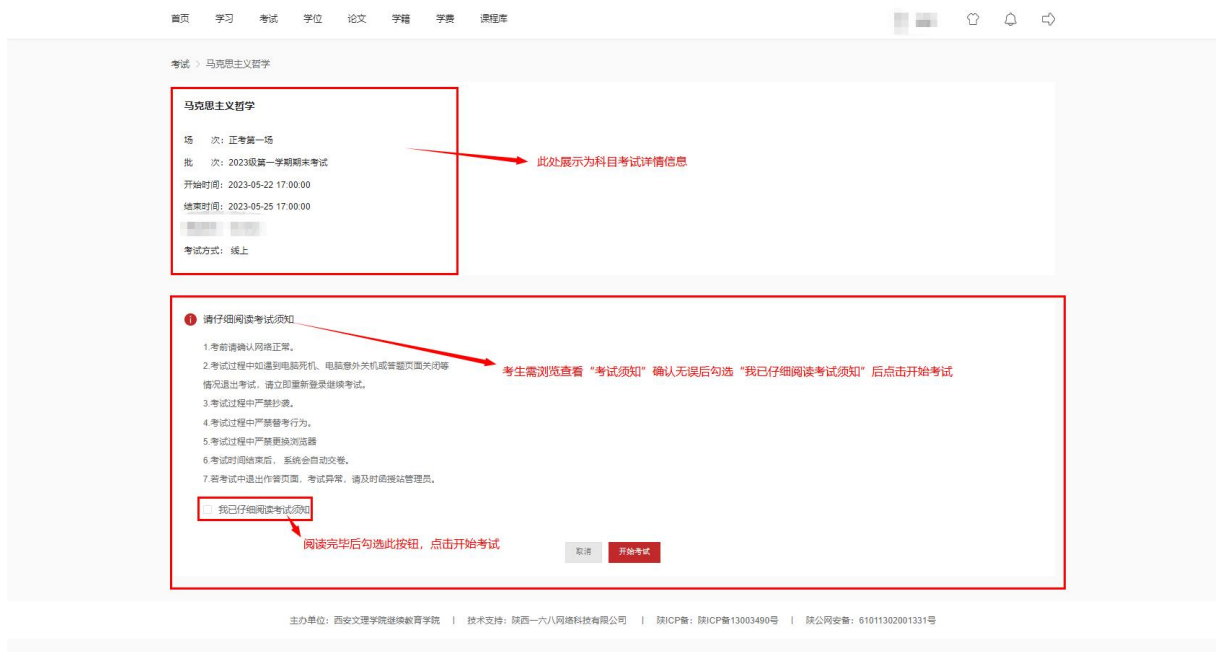 首页 学习 考试 学位 论文 学籍 学费 课程库
考试 > 马克思主义哲学
马克思主义哲学
场 次：正考第一场
批 次：2023级第一学期期末考试
开始时间：2023-05-22 17:00:00
结束时间：2023-05-25 17:00:00
考试方式： 线上
此处展示为科目考试详情信息
请仔细阅读考试须知
1.考前请确认网络正常。
2.考试过程中如遇到电脑死机、电脑意外关机或答题页面关闭等
情况退出考试，请立即重新登录继续考试。
3.考试过程中严禁抄袭。
4.考试过程中严禁替考行为。
5.考试过程中严禁更换浏览器
6.考试时间结束后， 系统会自动交卷。
7.若考试中退出作答页面、考试异常，请及时函授站管理员。
考生需浏览查看“考试须知”确认无误后勾选“我已仔细阅读考试须知”后点击开始考试
我已仔细阅读考试须知
阅读完毕后勾选此按钮，点击开始考试
取消 开始考试
主办单位：西安文理学院继续教育学院 | 技术支持：陕西一六八网络科技有限公司 | 陕ICP备：陕ICP备13003490号 | 陕公网安备：61011302001331号